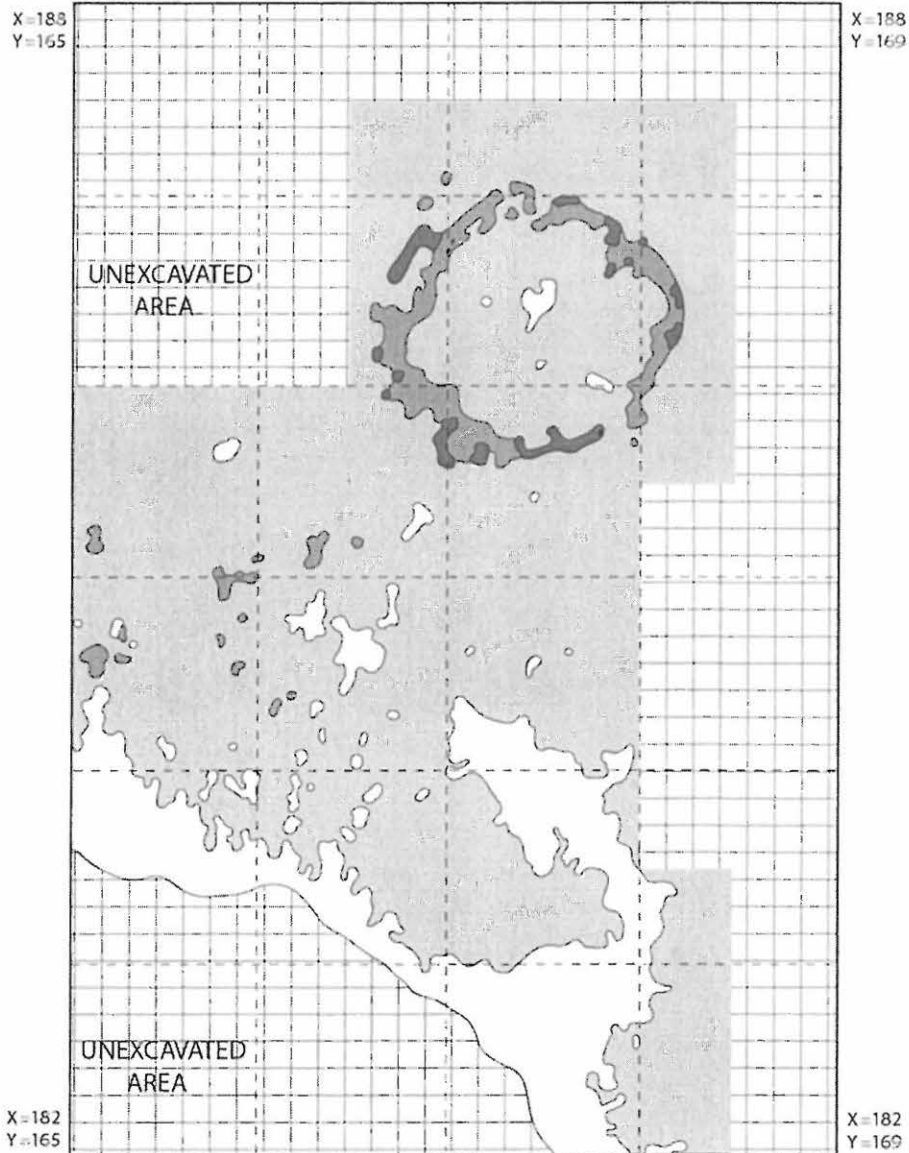 X=188
Y=165
X=188
Y=169
UNEXCAVATED
AREA
UNEXCAVATED
AREA
X=182
Y=165
X=182
Y=169